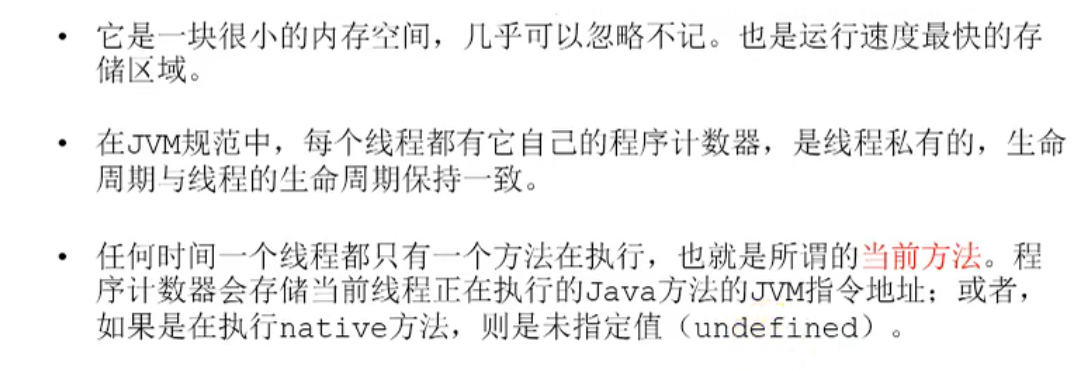 • 它是一块很小的内存空间，几乎可以忽略不记。也是运行速度最快的存
储区域。
• 在JVM规范中，每个线程都有它自己的程序计数器，是线程私有的，生命
周期与线程的生命周期保持一致。
• 任何时间一个线程都只有一个方法在执行，也就是所谓的当前方法。程
序计数器会存储当前线程正在执行的Java方法的JVM指令地址；或者，
如果是在执行native方法，则是未指定值（undefined）。